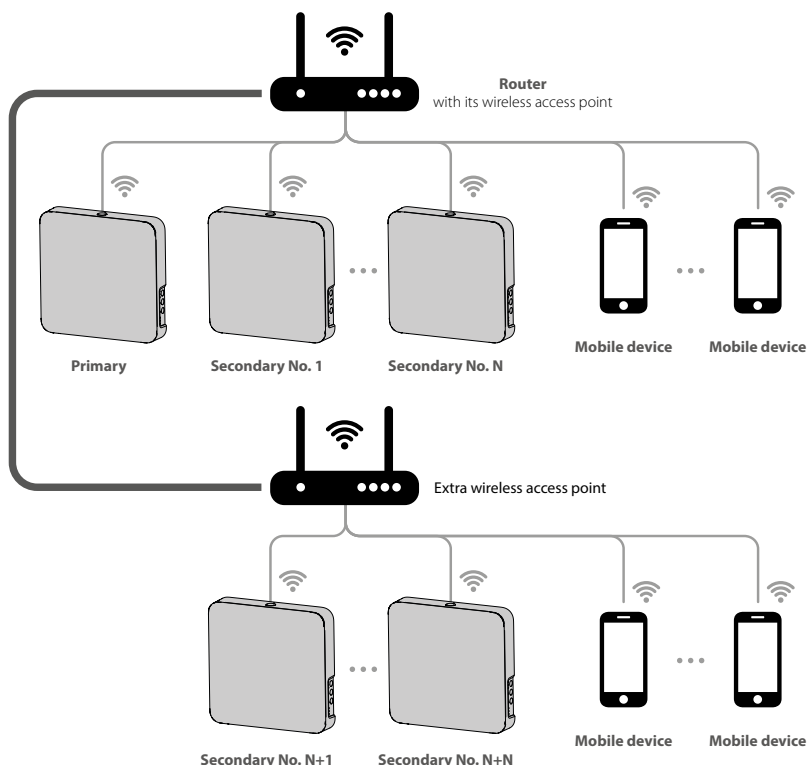 Router
with its wireless access point
Primary
Secondary No. 1
Secondary No. N
Mobile device
Mobile device
Extra wireless access point
Secondary No. N+1
Secondary No. N+N
Mobile device
Mobile device